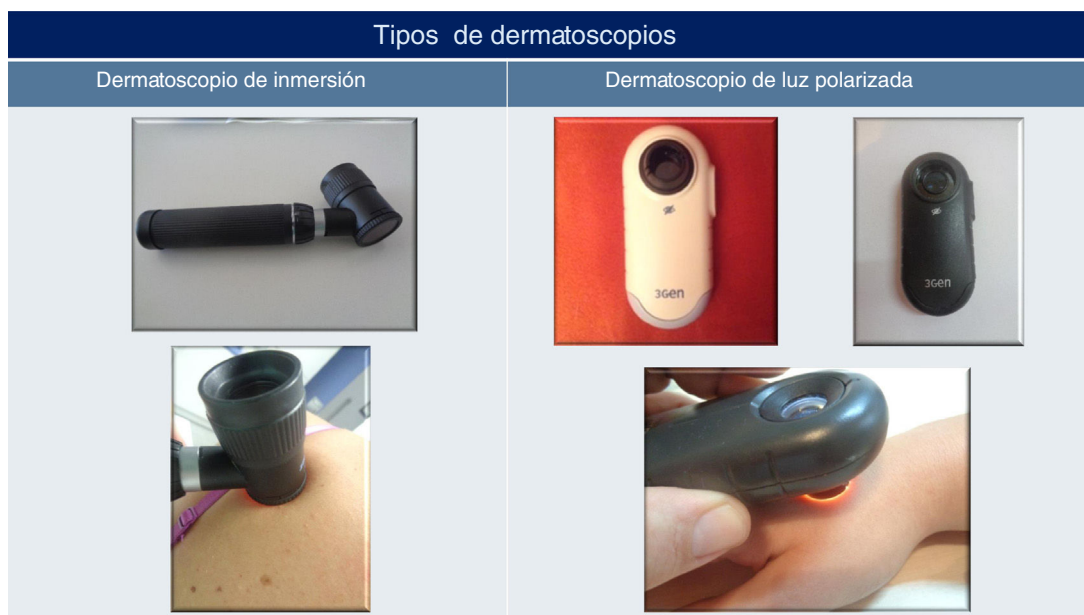 Tipos de dermatoscopios
Dermatoscopio de inmersión
Dermatoscopio de luz polarizada
3Gen
3Gen